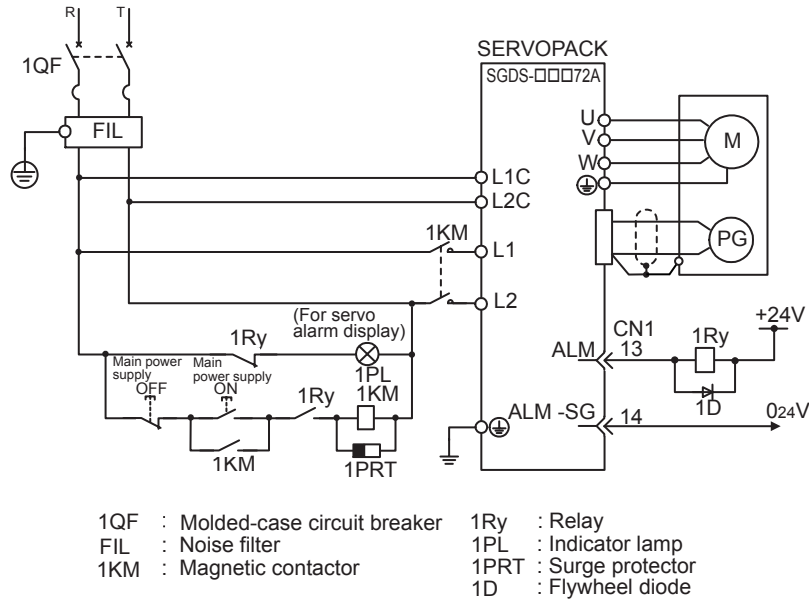 R T
1QF
FIL
SERVOPACK
SGDS-□□□72A
U
V
W
M
PG
L1C
L2C
1KM
L1
L2
(For servo
alarm display)
1Ry
1PL
Main power
supply
OFF
Main
power supply
ON
1Ry
1KM
1KM
1PRT
ALM
CN1
13
1Ry
+24V
1D
ALM -SG
14
024V
1QF : Molded-case circuit breaker
FIL : Noise filter
1KM : Magnetic contactor
1Ry : Relay
1PL : Indicator lamp
1PRT : Surge protector
1D : Flywheel diode